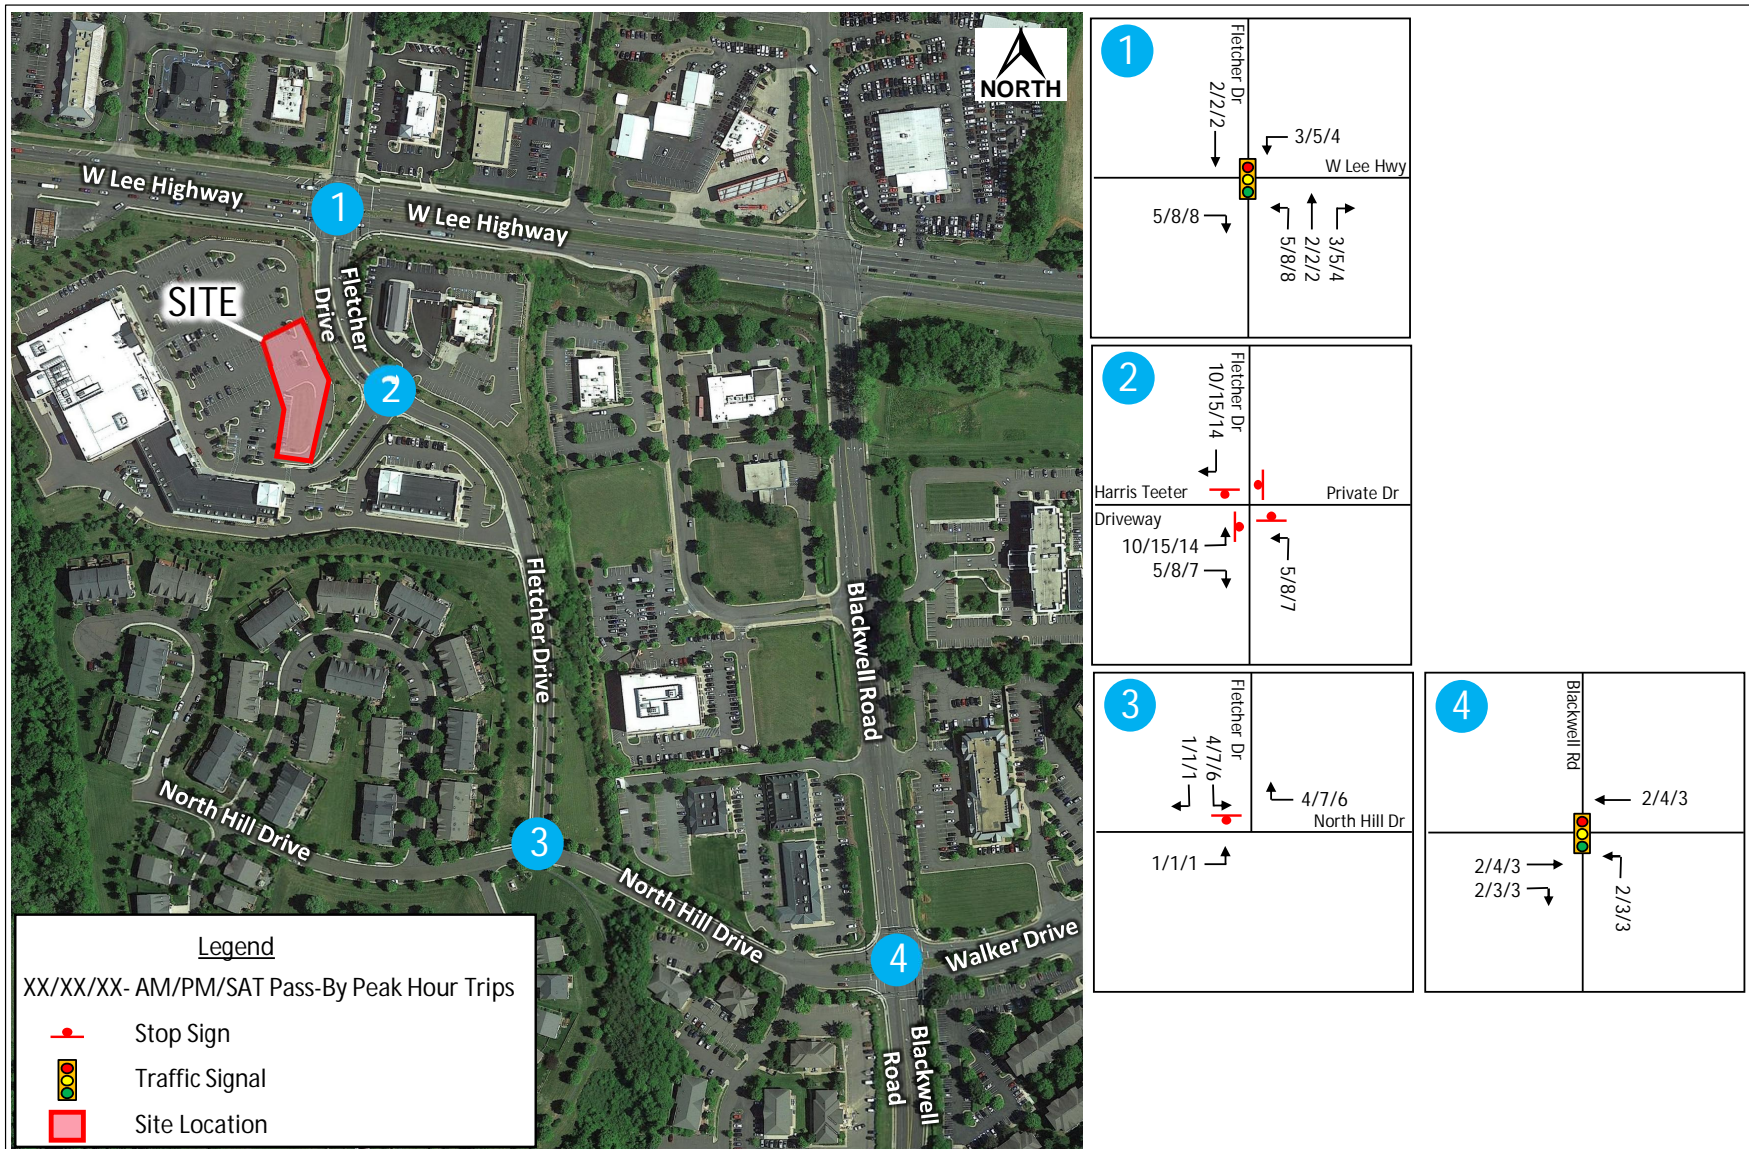 NORTH
W Lee Highway
W Lee Highway
1
Fletcher
Drive
SITE
2
Fletcher Drive
Blackwell Road
North Hill Drive
3
North Hill Drive
4
Walker Drive
Blackwell
Road
Legend
XX/XX/XX- AM/PM/SAT Pass-By Peak Hour Trips
Stop Sign
Traffic Signal
Site Location
1
Fletcher Dr
2/2/2
3/5/4
W Lee Hwy
5/8/8
5/8/8
2/2/2
3/5/4
2
Fletcher Dr
10/15/14
Harris Teeter
Private Dr
Driveway
10/15/14
5/8/7
5/8/7
3
Fletcher Dr
4/7/6
1/1/1
4/7/6
North Hill Dr
1/1/1
4
Blackwell Rd
2/4/3
2/4/3
2/3/3
2/3/3